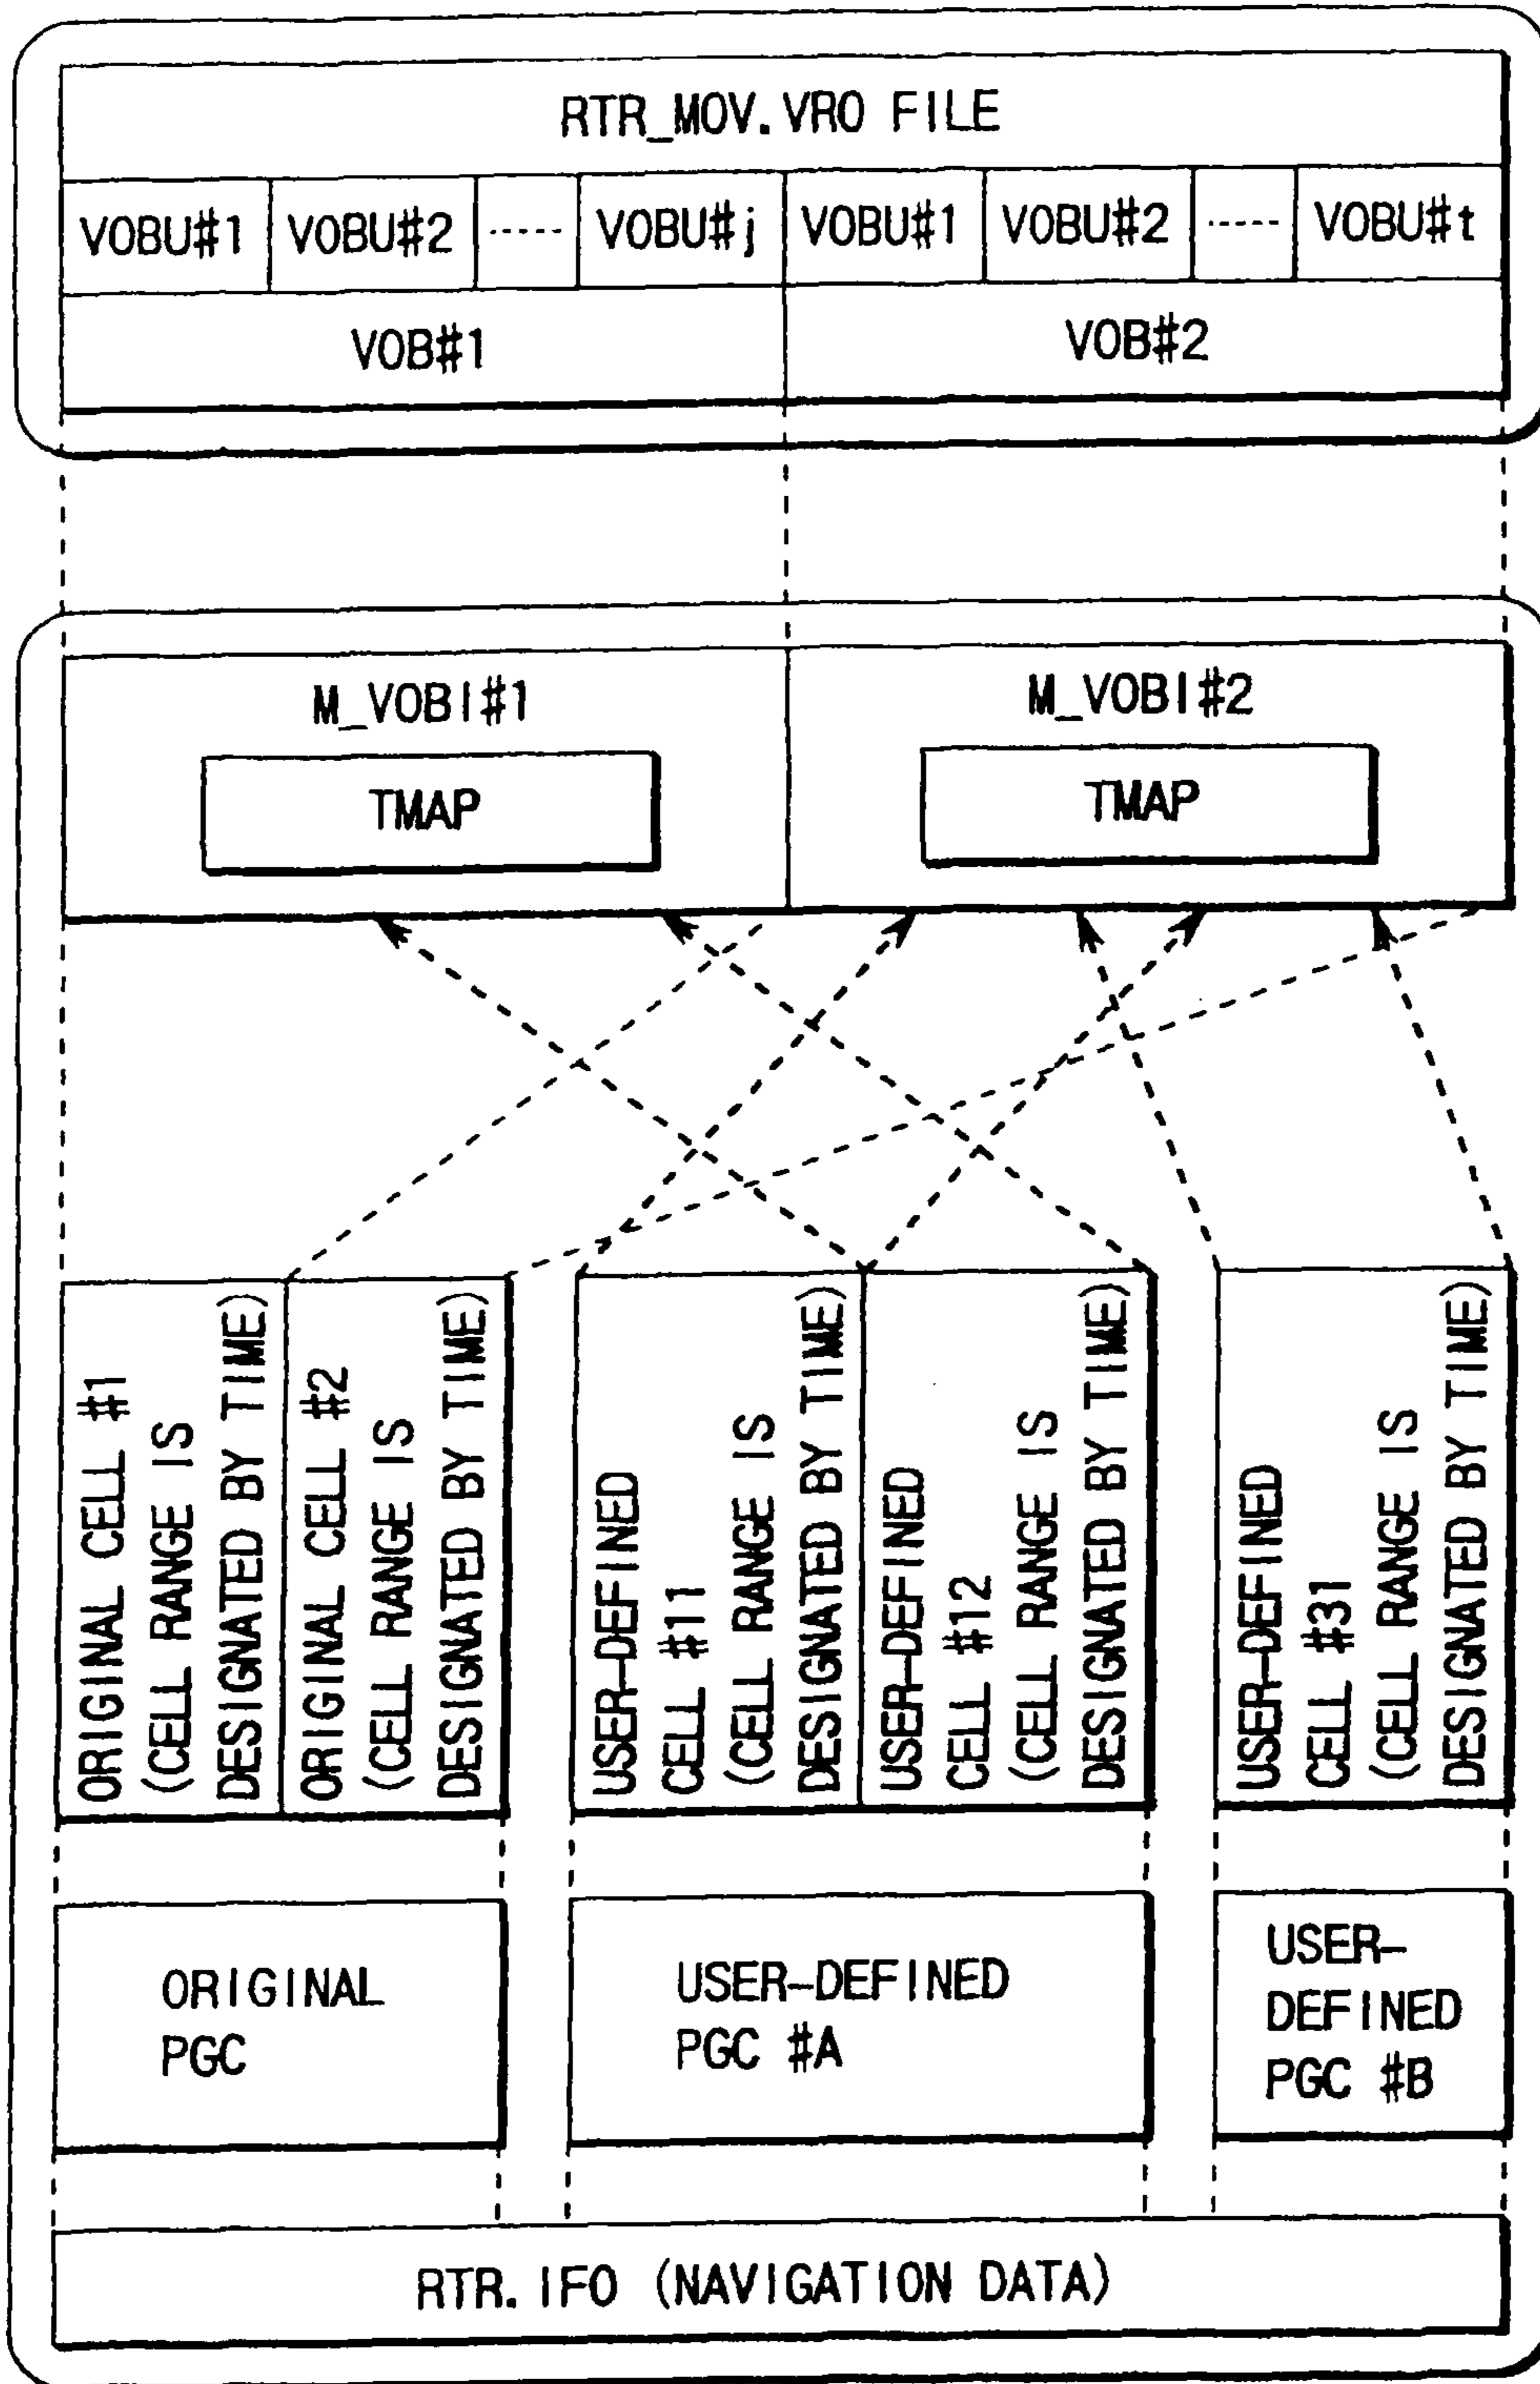 RTR_MOV.VRO FILE
VOBU#1 VOBU#2 ----- VOBU#j VOBU#1 VOBU#2 ----- VOBU#t
VOB#1 VOB#2
M_VOBI#1 M_VOBI#2
TMAP TMAP
ORIGINAL CELL #1
(CELL RANGE IS
DESIGNATED BY TIME)
ORIGINAL CELL #2
(CELL RANGE IS
DESIGNATED BY TIME)
USER-DEFINED
CELL #11
(CELL RANGE IS
DESIGNATED BY TIME)
USER-DEFINED
CELL #12
(CELL RANGE IS
DESIGNATED BY TIME)
USER-DEFINED
CELL #31
(CELL RANGE IS
DESIGNATED BY TIME)
ORIGINAL
PGC
USER-DEFINED
PGC #A
USER-
DEFINED
PGC #B
RTR.IFO (NAVIGATION DATA)